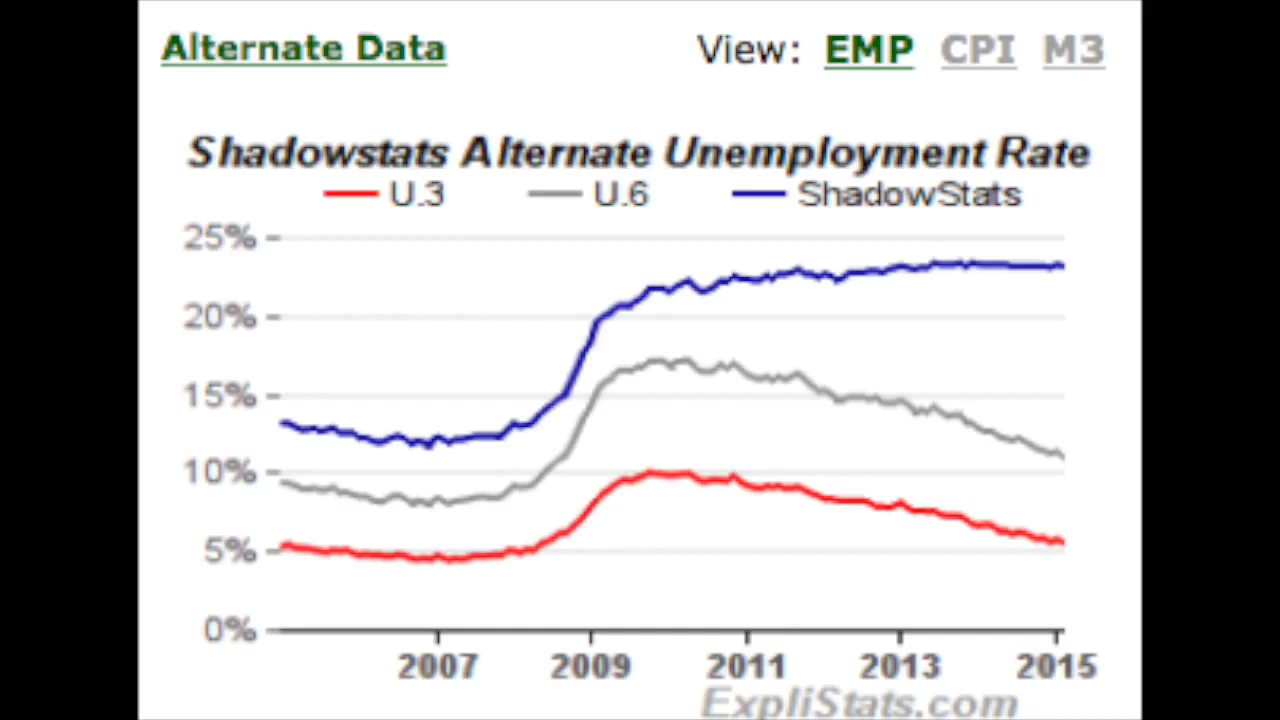 Alternate Data View: EMP CPI M3
Shadowstats Alternate Unemployment Rate
U.3 U.6 ShadowStats
25%
20%
15%
10%
5%
0%
2007 2009 2011 2013 2015
ExpliStats.com